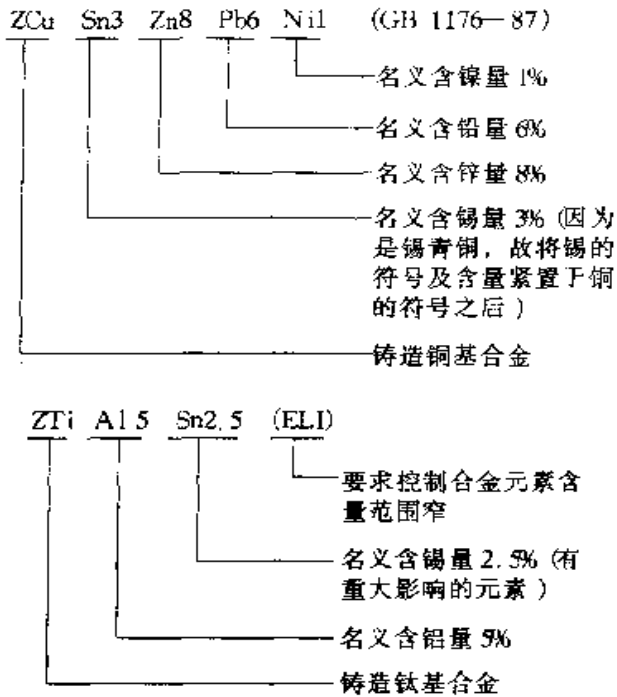 ZCu Sn3 Zn8 Pb6 Ni1 (GB 1176—87)
名义含镍量 1%
名义含铅量 6%
名义含锌量 8%
名义含锡量 3% (因为
是锡青铜, 故将锡的
符号及含量紧置于铜
的符号之后)
铸造铜基合金
ZTi Al 5 Sn2.5 (ELI)
要求控制合金元素含
量范围窄
名义含锡量 2.5% (有
重大影响的元素)
名义含铝量 5%
铸造钛基合金